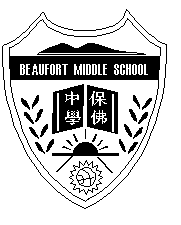 BEAUFORT MIDDLE SCHOOL
中保
學佛